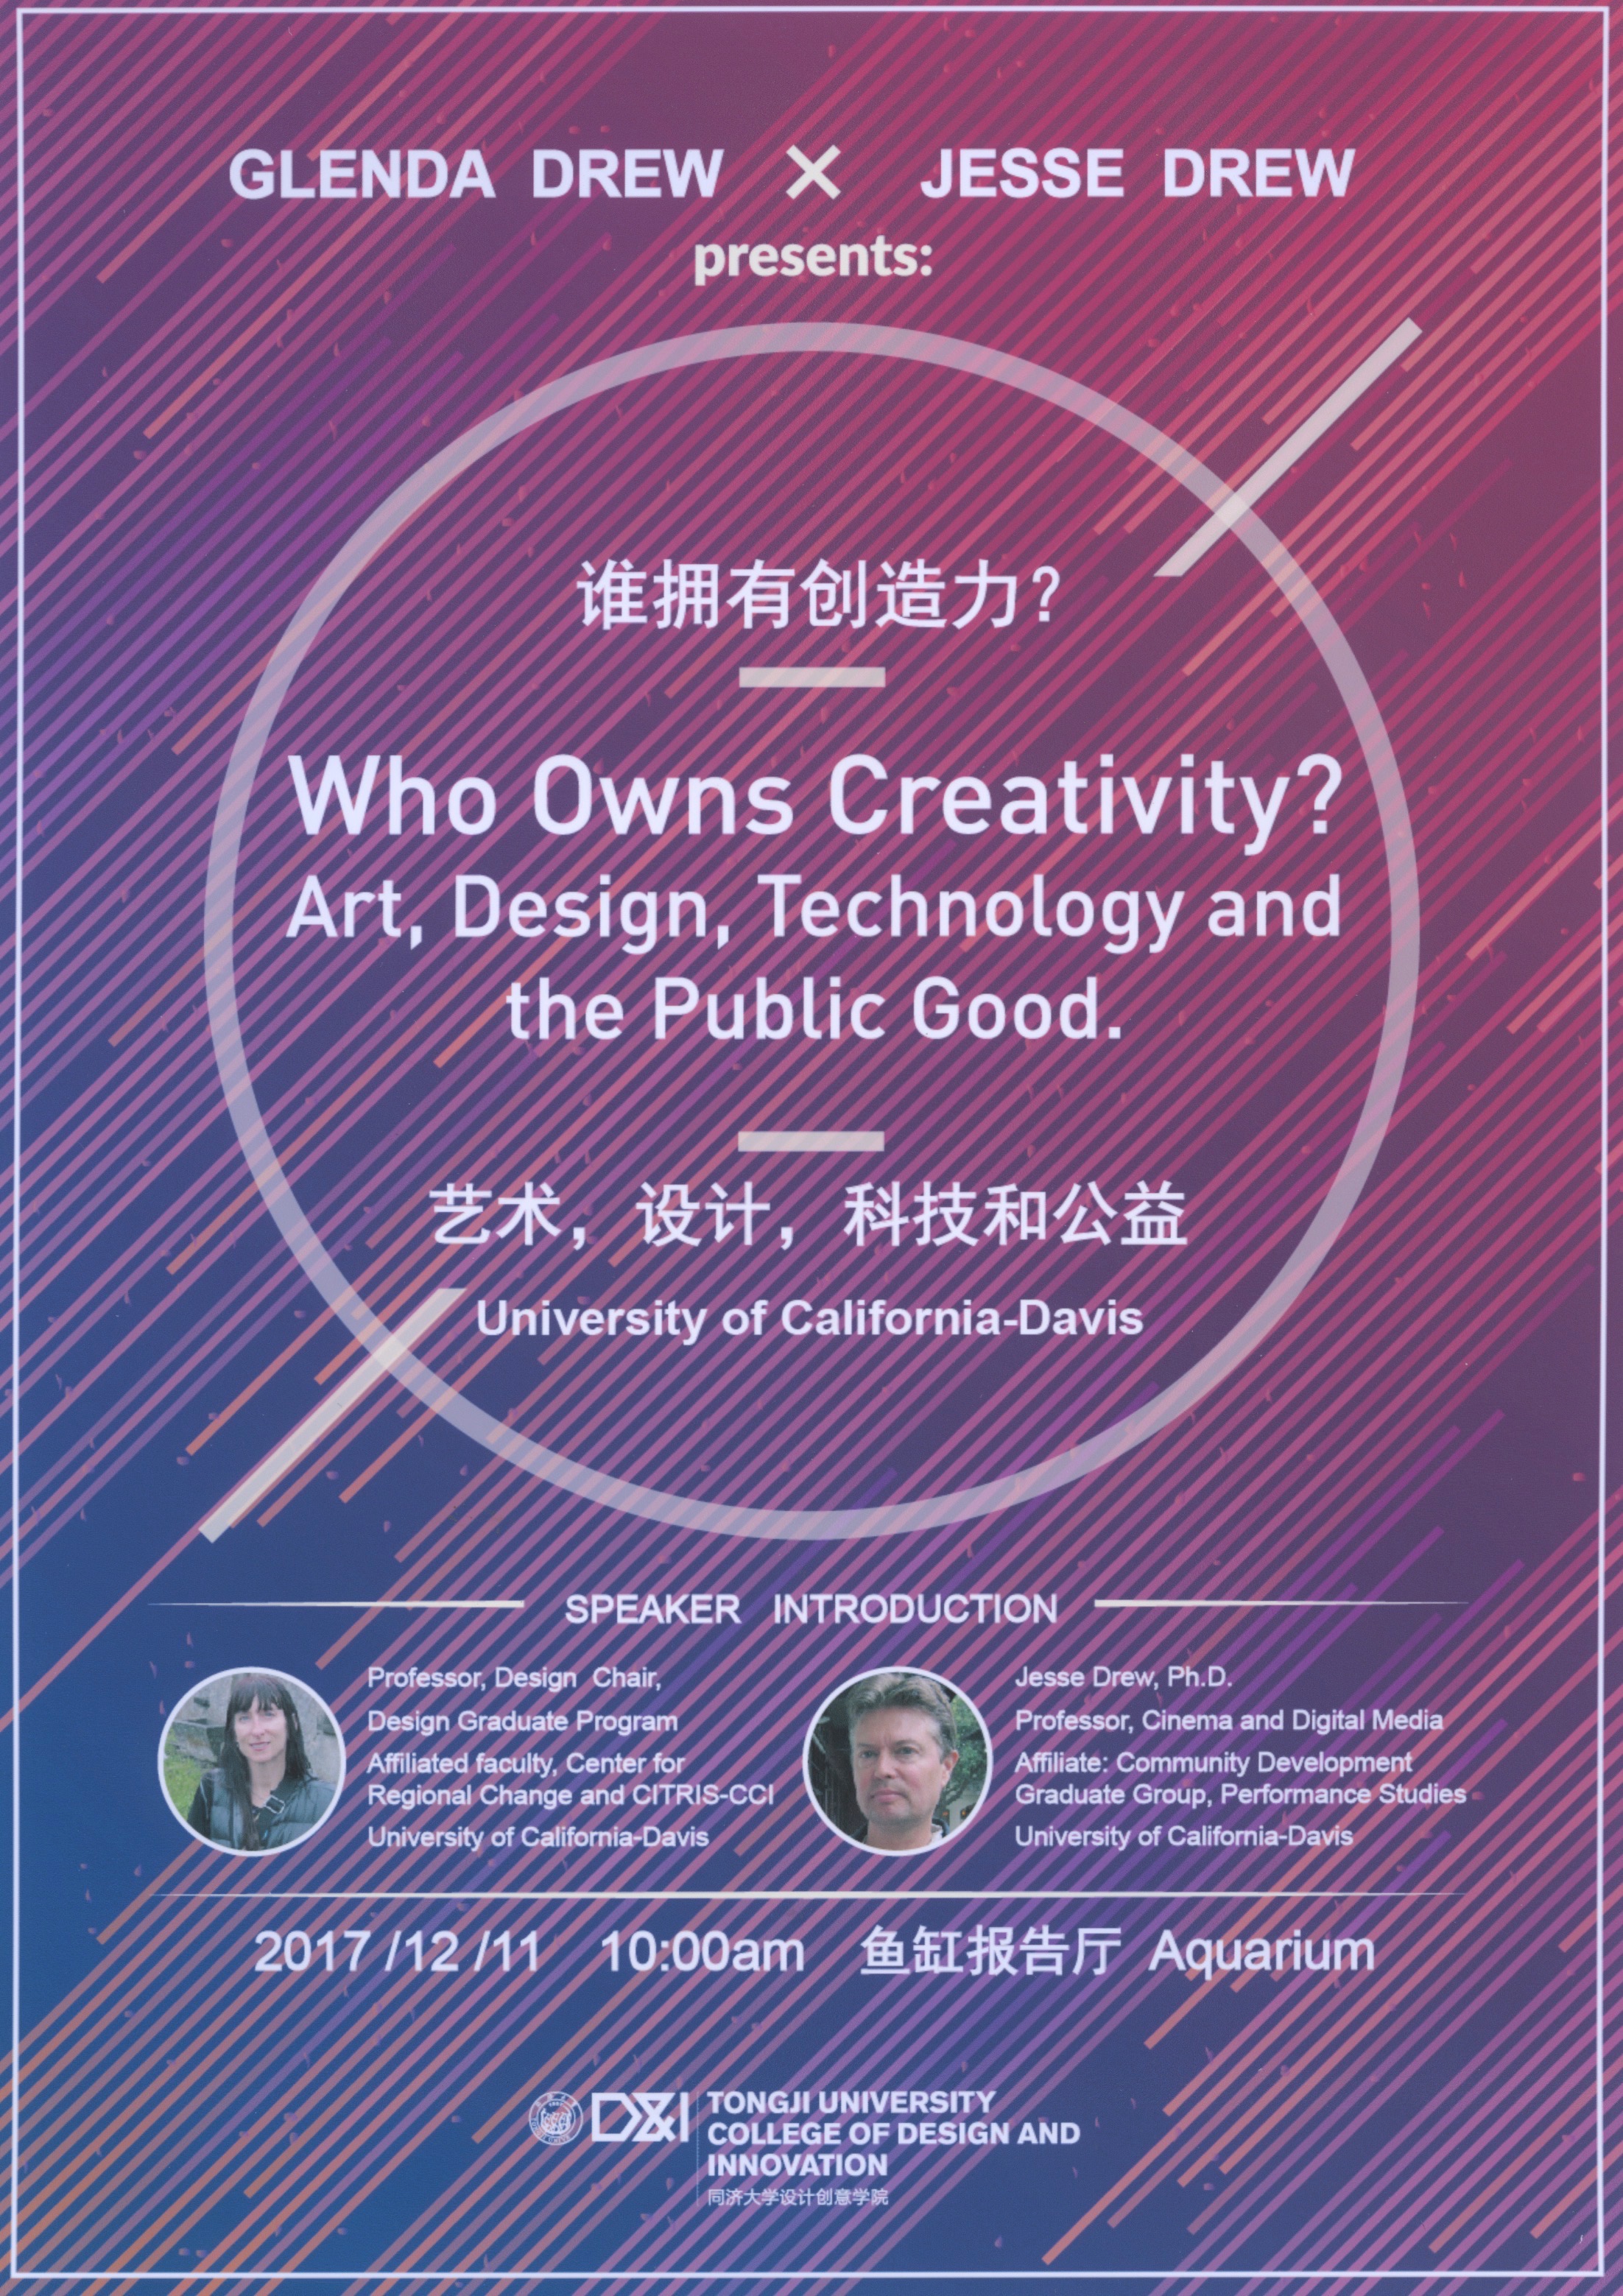 GLENDA DREW × JESSE DREW
presents:
谁拥有创造力?
Who Owns Creativity?
Art, Design, Technology and
the Public Good.
艺术，设计，科技和公益
University of California-Davis
SPEAKER INTRODUCTION
Professor, Design Chair,
Design Graduate Program
Affiliated faculty, Center for
Regional Change and CITRIS-CCI
University of California-Davis
Jesse Drew, Ph.D.
Professor, Cinema and Digital Media
Affiliate: Community Development
Graduate Group, Performance Studies
University of California-Davis
2017 /12 /11 10:00am 鱼缸报告厅 Aquarium
D&I
TONGJI UNIVERSITY
COLLEGE OF DESIGN AND
INNOVATION
同济大学设计创意学院